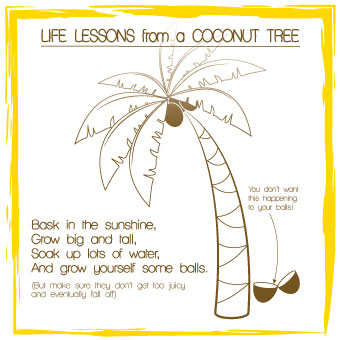 LIFE LESSONS from a COCONUT TREE
You don't want
this happening
to your balls!
Bask in the sunshine,
Grow big and tall,
Soak up lots of water,
And grow yourself some balls.
(But make sure they don't get too juicy
and eventually fall off).